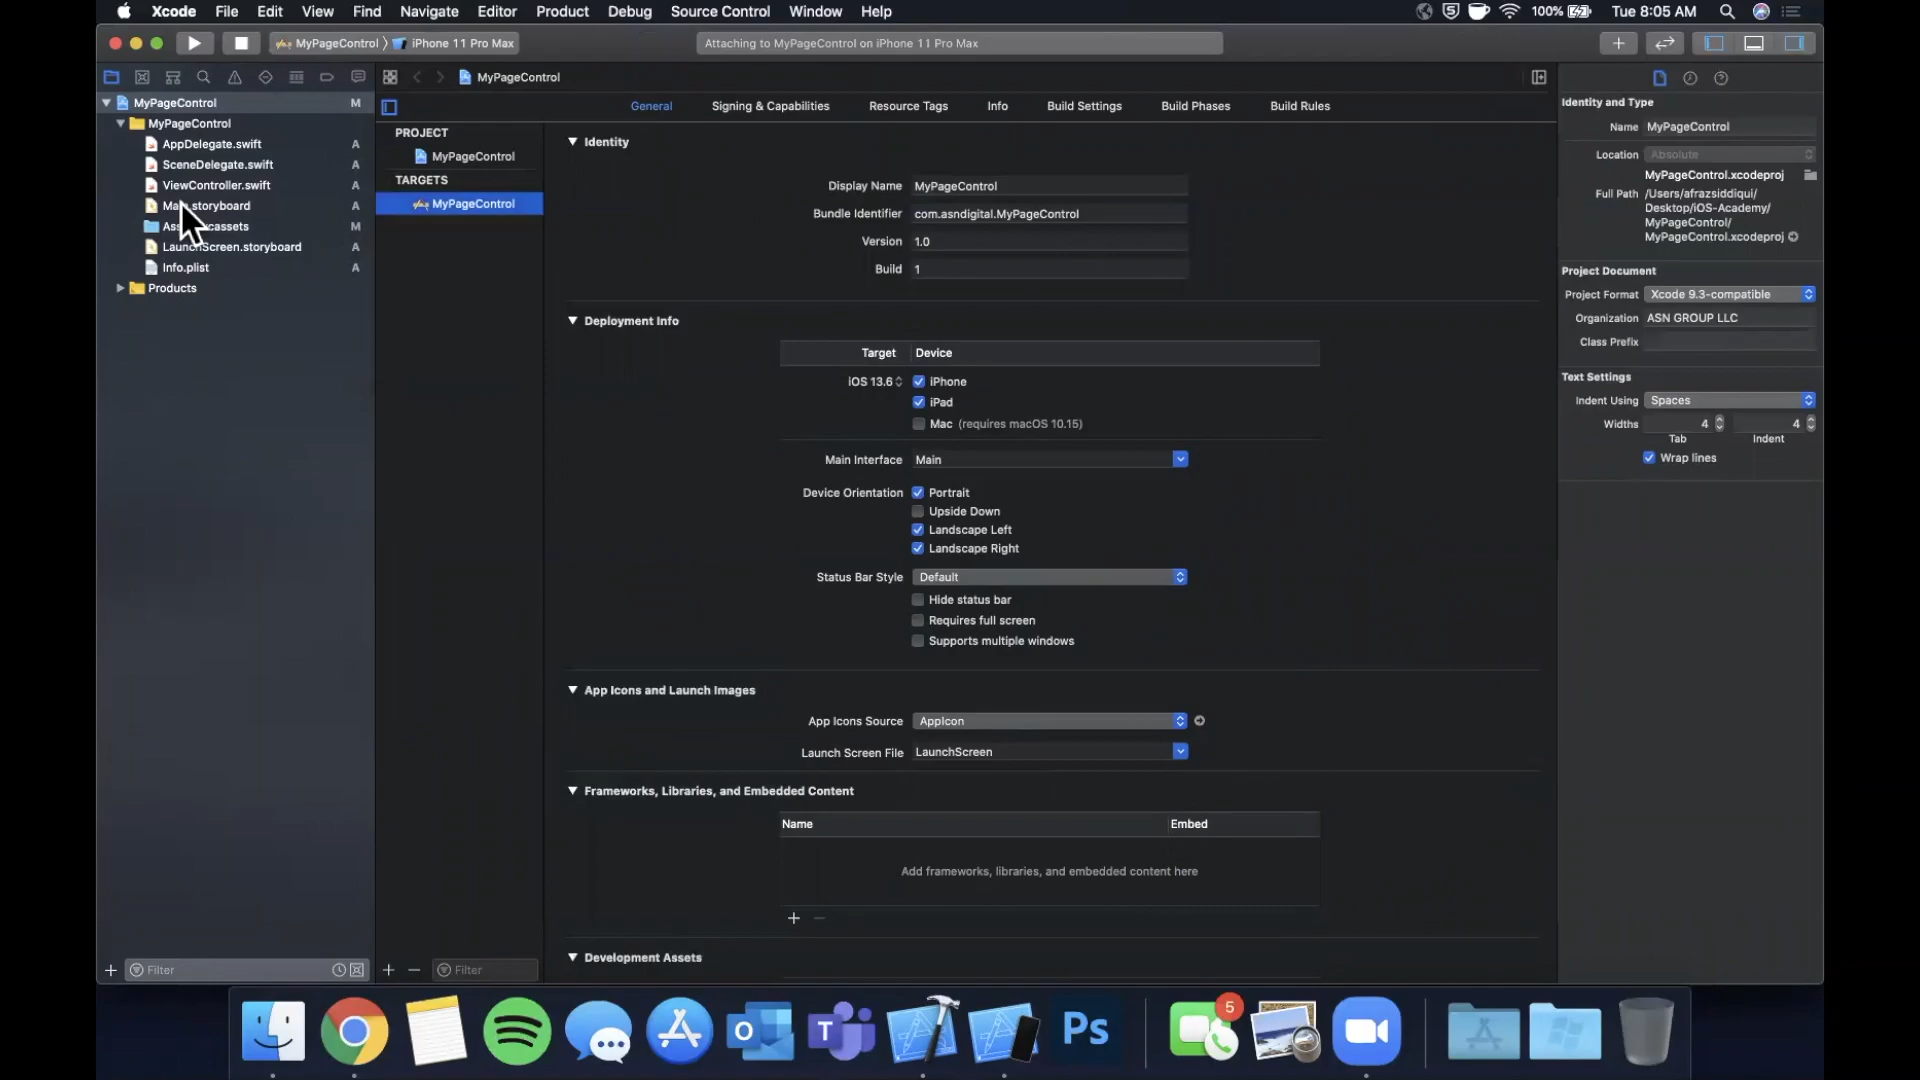 Xcode File Edit View Find Navigate Editor Product Debug Source Control Window Help 100% Tue 8:05 AM
MyPageControl iPhone 11 Pro Max Attaching to MyPageControl on iPhone 11 Pro Max
MyPageControl
General Signing & Capabilities Resource Tags Info Build Settings Build Phases Build Rules
MyPageControl M
MyPageControl
AppDelegate.swift A
SceneDelegate.swift A
ViewController.swift A
storyboard A
M
LaunchScreen.storyboard A
Info.plist A
Products
Filter
PROJECT
MyPageControl
TARGETS
MyPageControl
Filter
Identity
Display Name MyPageControl
Bundle Identifier com.asndigital.MyPageControl
Version 1.0
Build 1
Deployment Info
Target Device
iOS 13.6 iPhone
iPad
Mac (requires macOS 10.15)
Main Interface Main
Device Orientation Portrait
Upside Down
Landscape Left
Landscape Right
Status Bar Style Default
Hide status bar
Requires full screen
Supports multiple windows
App Icons and Launch Images
App Icons Source AppIcon
Launch Screen File LaunchScreen
Frameworks, Libraries, and Embedded Content
Name Embed
Add frameworks, libraries, and embedded content here
Development Assets
Identity and Type
Name MyPageControl
Location Absolute
MyPageControl.xcodeproj
Full Path /Users/afrazsiddiqui/
Desktop/iOS-Academy/
MyPageControl/
MyPageControl.xcodeproj
Project Document
Project Format Xcode 9.3-compatible
Organization ASN GROUP LLC
Class Prefix
Text Settings
Indent Using Spaces
Widths 4 4
Tab Indent
Wrap lines
5
Ps